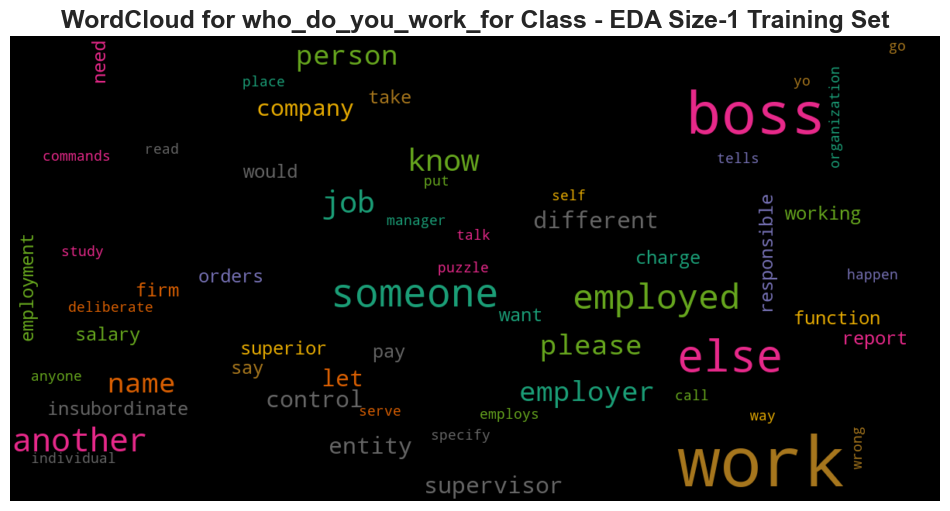 WordCloud for who_do_you_work_for Class - EDA Size-1 Training Set
go
need
person
place
yo
take
company
boss
organization
read
commands
tells
know
would
put
self
job
responsible
working
manager
different
talk
study
charge
employment
puzzle
orders
happen
firm
someone
employed
deliberate
want
function
salary
report
please
superior
pay
else
say
anyone
let
name
employer
call
control
insubordinate
serve
employs
way
another
specify
work
wrong
entity
individual
supervisor